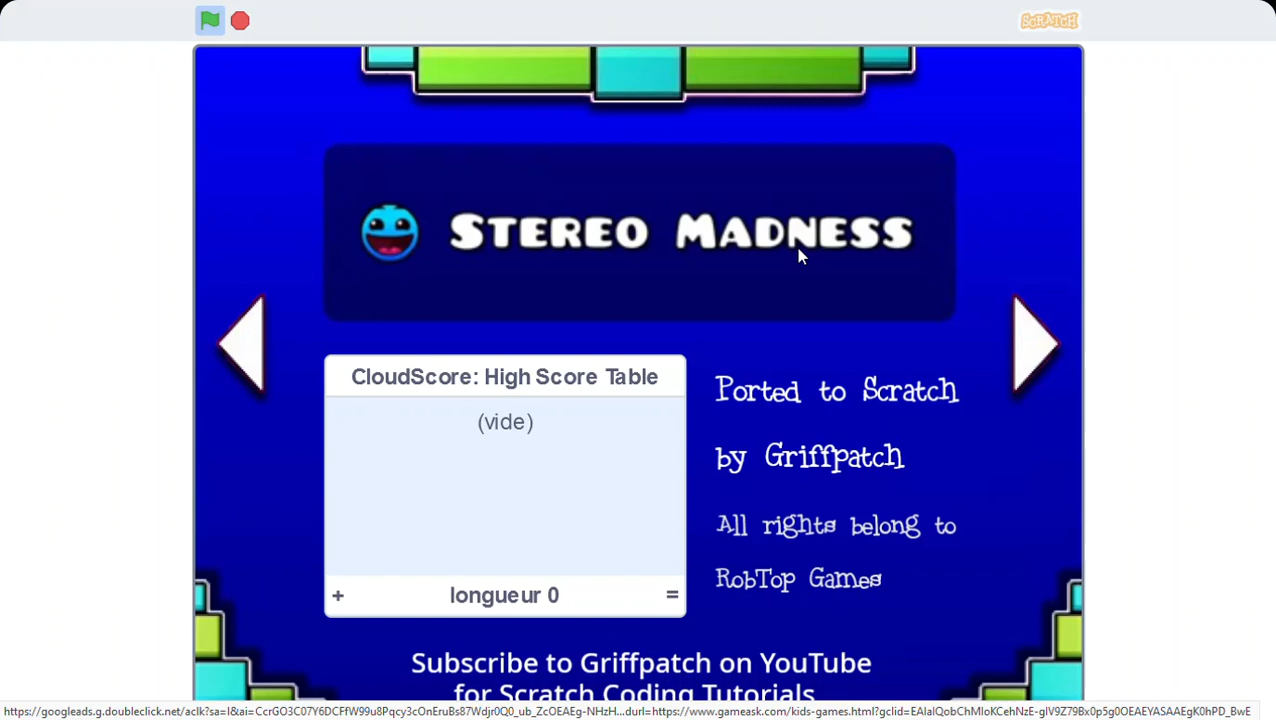 SCRATCH
Stereo Madness
CloudScore: High Score Table
(vide)
+ longueur 0 =
Ported to Scratch
by Griffpatch
All rights belong to
RobTop Games
Subscribe to Griffpatch on YouTube
for Scratch Coding Tutorials